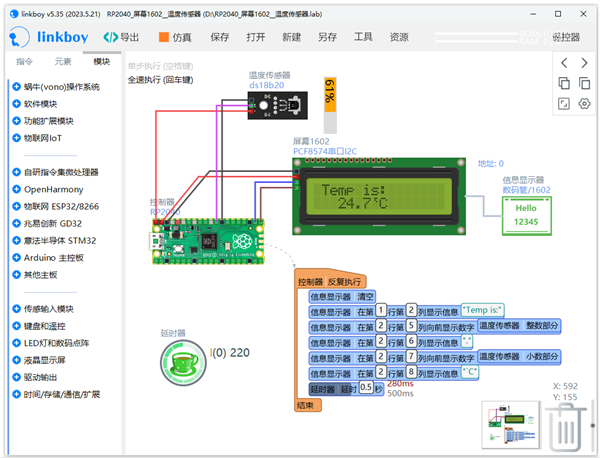 linkboy v5.35 (2023.5.21) RP2040_屏幕1602__温度传感器 (D:\RP2040_屏幕1602__温度传感器.lab)
linkboy 导出 仿真 保存 打开 新建 另存 工具 资源 遥控器
指令 元素 模块
单步执行 (空格键)
全速执行 (回车键)
蜗牛(vono)操作系统
软件模块
功能扩展模块
物联网IoT
自研指令集微处理器
OpenHarmony
物联网 ESP32/8266
兆易创新 GD32
意法半导体 STM32
Arduino 主控板
其他主板
传感输入模块
键盘和遥控
LED灯和数码点阵
液晶显示屏
驱动输出
时间/存储/通信/扩展
温度传感器
ds18b20
61%
屏幕1602
PCF8574串口I2C
地址: 0
Temp is:
24.7°C
信息显示器
数码管/1602
Hello
12345
控制器
RP2040
延时器
I(0) 220
控制器 反复执行
信息显示器 清空
信息显示器 在第 1 行第 2 列显示信息 "Temp is:"
信息显示器 在第 2 行第 5 列向前显示数字 温度传感器 整数部分
信息显示器 在第 2 行第 6 列显示信息 "."
信息显示器 在第 2 行第 7 列向前显示数字 温度传感器 小数部分
信息显示器 在第 2 行第 8 列显示信息 "°C"
延时器 延时 0.5 秒 280ms
500ms
结束
X: 592
Y: 155